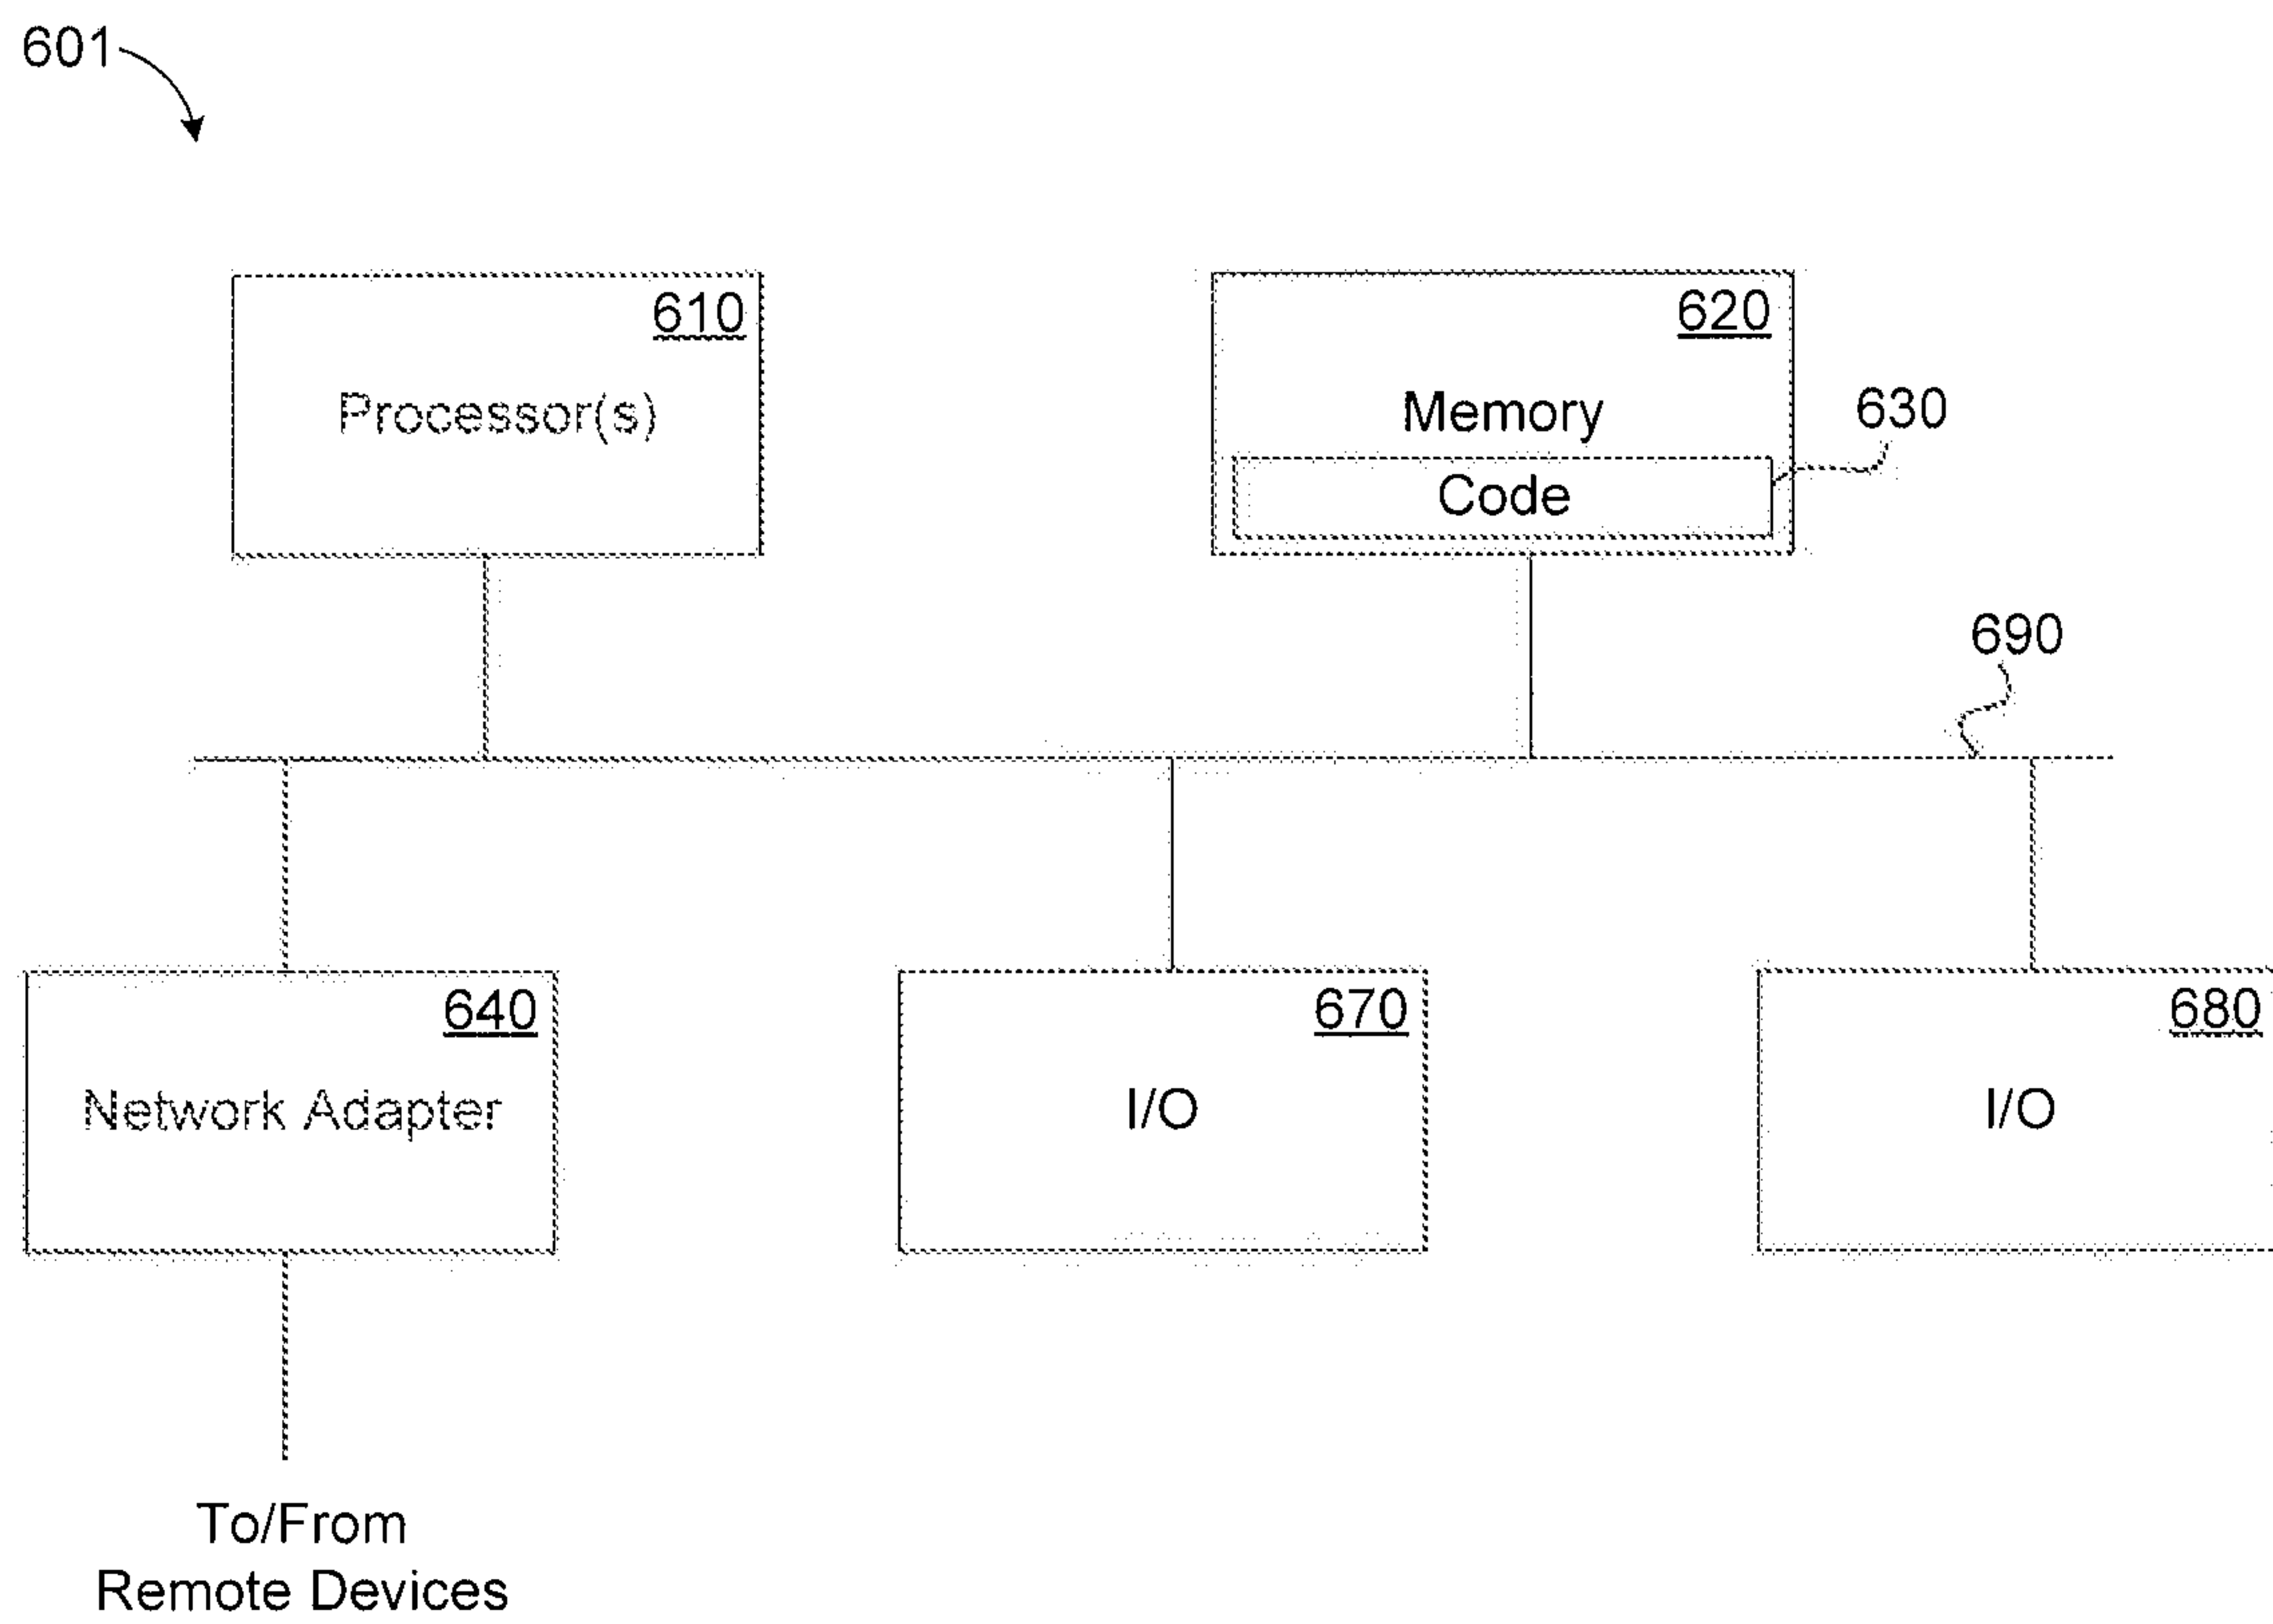 601
610
Processor(s)
620
Memory
630
Code
690
640
Network Adapter
670
I/O
680
I/O
To/From
Remote Devices